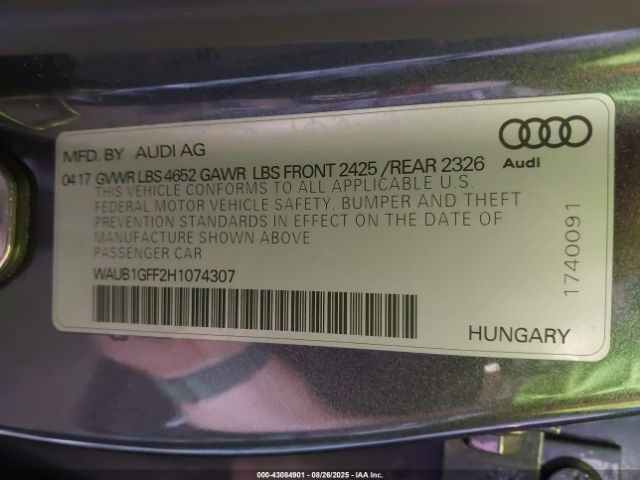 MFD. BY AUDI AG
Audi
04 17 GVWR LBS 4652 GAWR LBS FRONT 2425 /REAR 2326
THIS VEHICLE CONFORMS TO ALL APPLICABLE U.S.
FEDERAL MOTOR VEHICLE SAFETY, BUMPER AND THEFT
PREVENTION STANDARDS IN EFFECT ON THE DATE OF
MANUFACTURE SHOWN ABOVE
PASSENGER CAR
WAUB1GFF2H1074307
1740091
HUNGARY
000-43084901 - 08/26/2025 - ©IAA Inc.